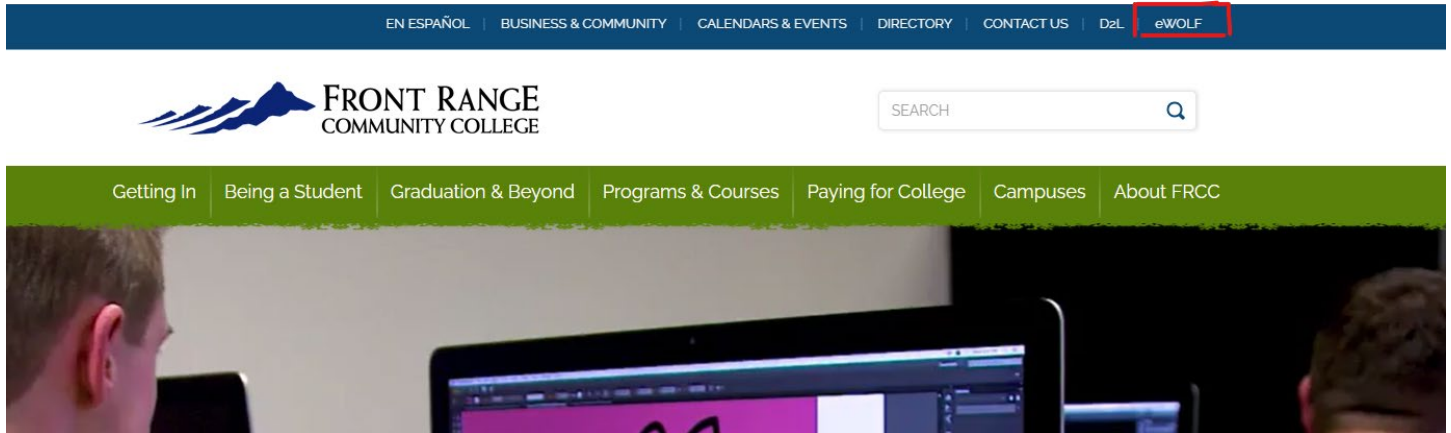 EN ESPAÑOL | BUSINESS & COMMUNITY | CALENDARS & EVENTS | DIRECTORY | CONTACT US | D2L | eWOLF
FRONT RANGE
COMMUNITY COLLEGE
SEARCH
Getting In | Being a Student | Graduation & Beyond | Programs & Courses | Paying for College | Campuses | About FRCC